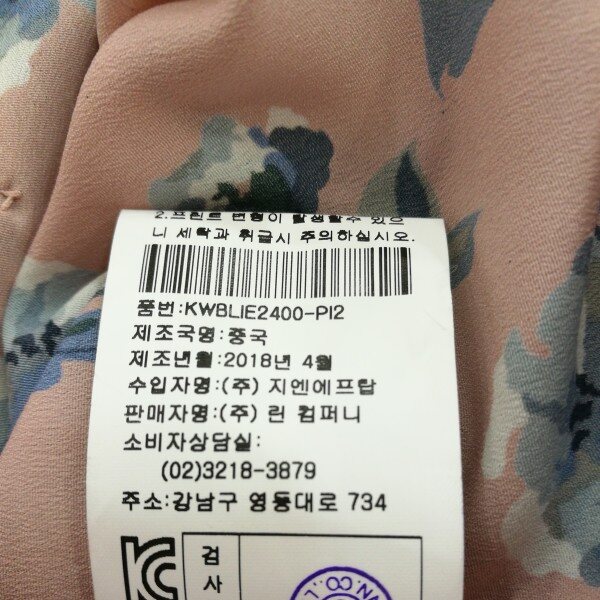 2.프린트 변형이 발생할수 있으
니 세탁과 취급시 주의하십시오.
품번:KWBLIE2400-PI2
제조국명:중국
제조년월:2018년 4월
수입자명:(주) 지엔에프랍
판매자명:(주) 린 컴퍼니
소비자상담실:
(02)3218-3879
주소:강남구 영동대로 734
검
사
N.CO.L